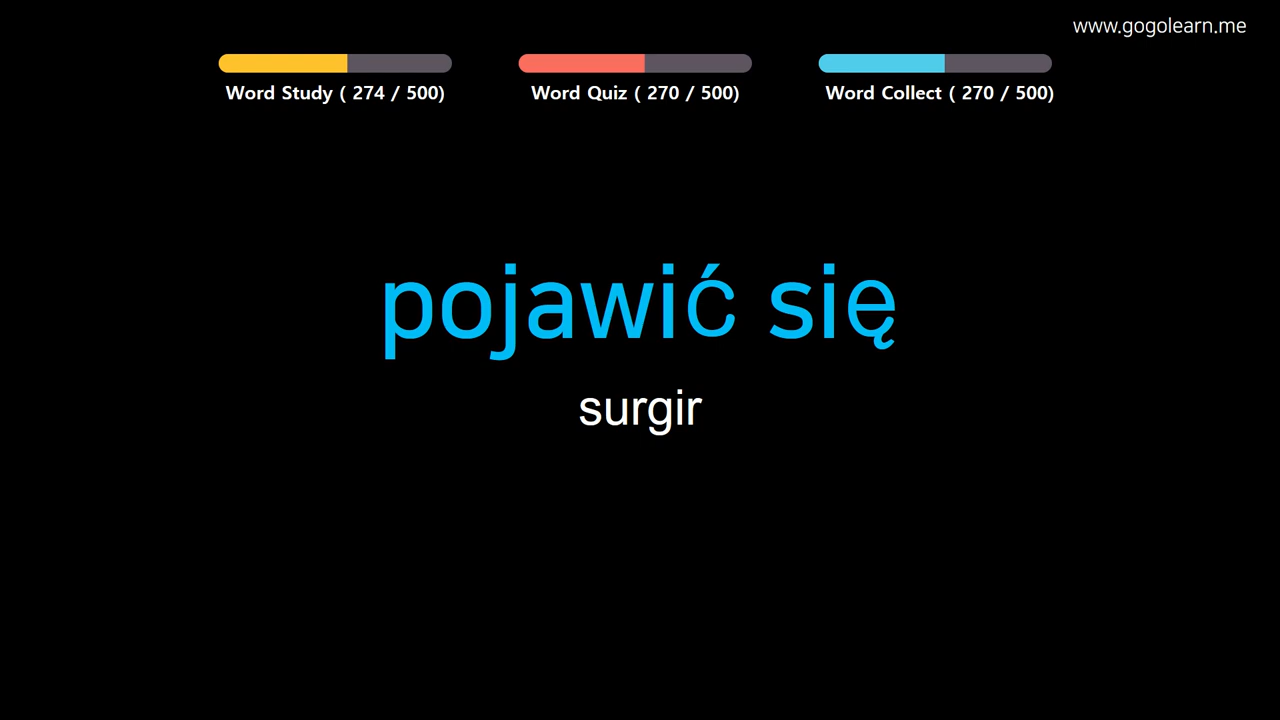 www.gogolearn.me
Word Study ( 274 / 500)
Word Quiz ( 270 / 500)
Word Collect ( 270 / 500)
pojawić się
surgir